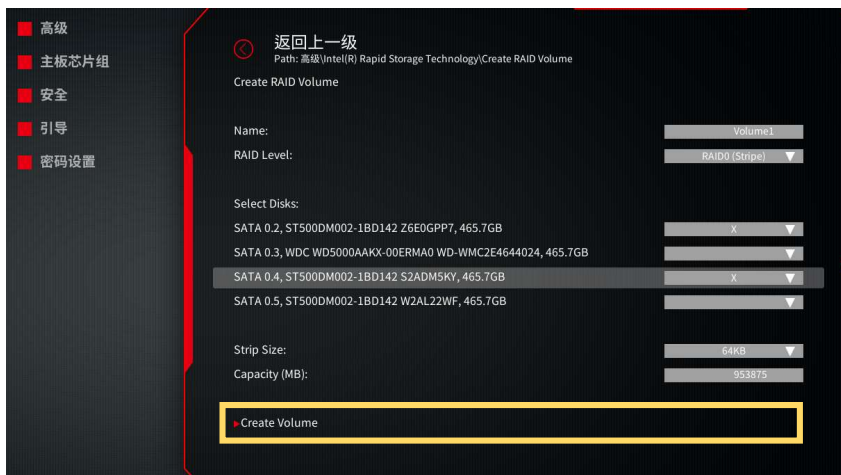 高级
主板芯片组
安全
引导
密码设置
返回上一级
Path: 高级\Intel(R) Rapid Storage Technology\Create RAID Volume
Create RAID Volume
Name: Volume1
RAID Level: RAID0 (Stripe)
Select Disks:
SATA 0.2, ST500DM002-1BD142 Z6E0GPP7, 465.7GB X
SATA 0.3, WDC WD5000AAKX-00ERMA0 WD-WMC2E4644024, 465.7GB
SATA 0.4, ST500DM002-1BD142 S2ADM5KY, 465.7GB X
SATA 0.5, ST500DM002-1BD142 W2AL22WF, 465.7GB
Strip Size: 64KB
Capacity (MB): 953875
Create Volume